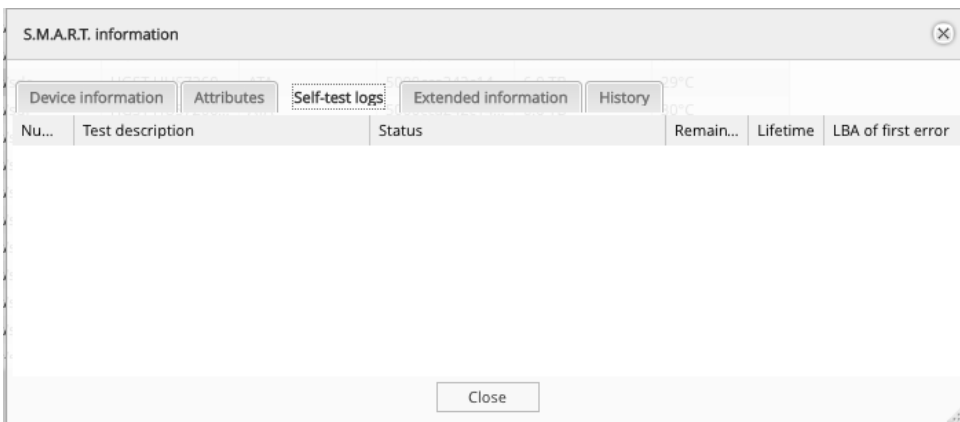 S.M.A.R.T. information
Device information Attributes Self-test logs Extended information History
Nu... Test description Status Remain... Lifetime LBA of first error
Close